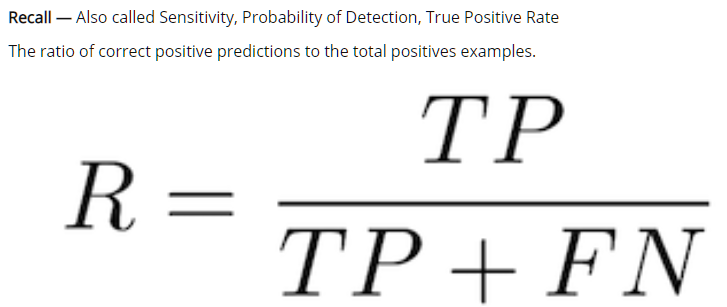 Recall — Also called Sensitivity, Probability of Detection, True Positive Rate
The ratio of correct positive predictions to the total positives examples.
R = TP / TP + FN